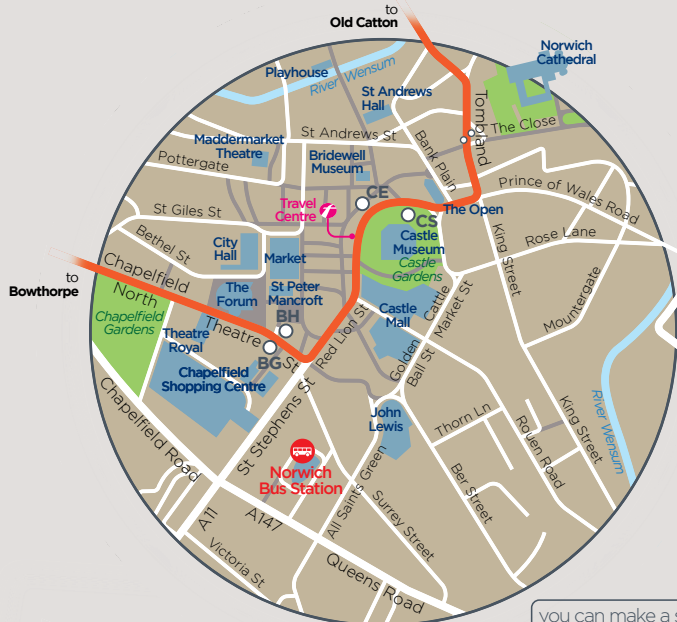 to
Old Catton
Norwich
Cathedral
Playhouse
River Wensum
St Andrews
Hall
Tombland
The Close
St Andrews St
Bank Plain
Maddermarket
Theatre
Bridewell
Museum
Pottergate
Prince of Wales Road
CE
Travel
Centre
St Giles St
CS
The Open
Bethel St
City
Hall
Market
Castle
Museum
Castle
Gardens
King Street
Rose Lane
to
Bowthorpe
Chapelfield
North
The
Forum
St Peter
Mancroft
Mountergate
Chapelfield
Gardens
Theatre
St
BH
Red Lion St
Castle
Mall
Cattle
Market St
Theatre
Royal
BG
Golden
Ball St
Chapelfield
Shopping Centre
Chapelfield Road
St Stephens St
John
Lewis
Thorn Ln
Rouen Road
King Street
River Wensum
Norwich
Bus Station
All Saints Green
Ber Street
Surrey Street
A11
A147
Victoria St
Queens Road
you can make a s